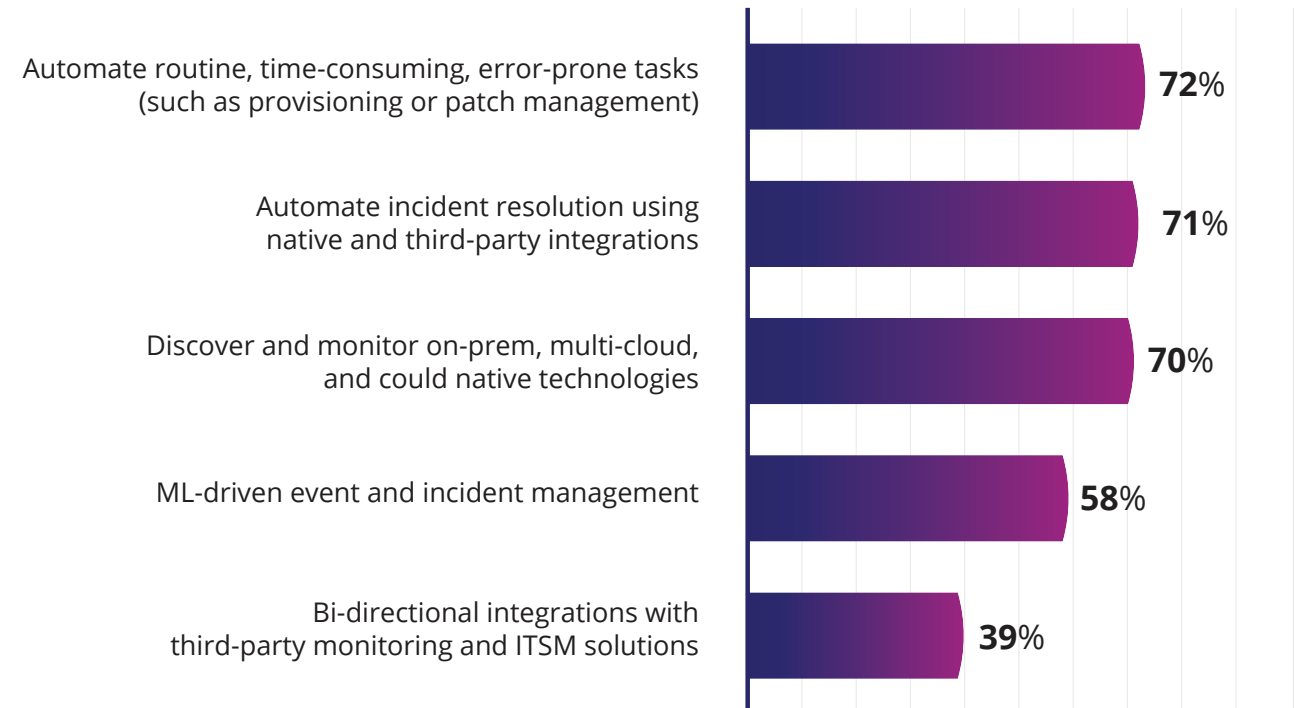 Automate routine, time-consuming, error-prone tasks
(such as provisioning or patch management)
72%
Automate incident resolution using
native and third-party integrations
71%
Discover and monitor on-prem, multi-cloud,
and could native technologies
70%
ML-driven event and incident management
58%
Bi-directional integrations with
third-party monitoring and ITSM solutions
39%